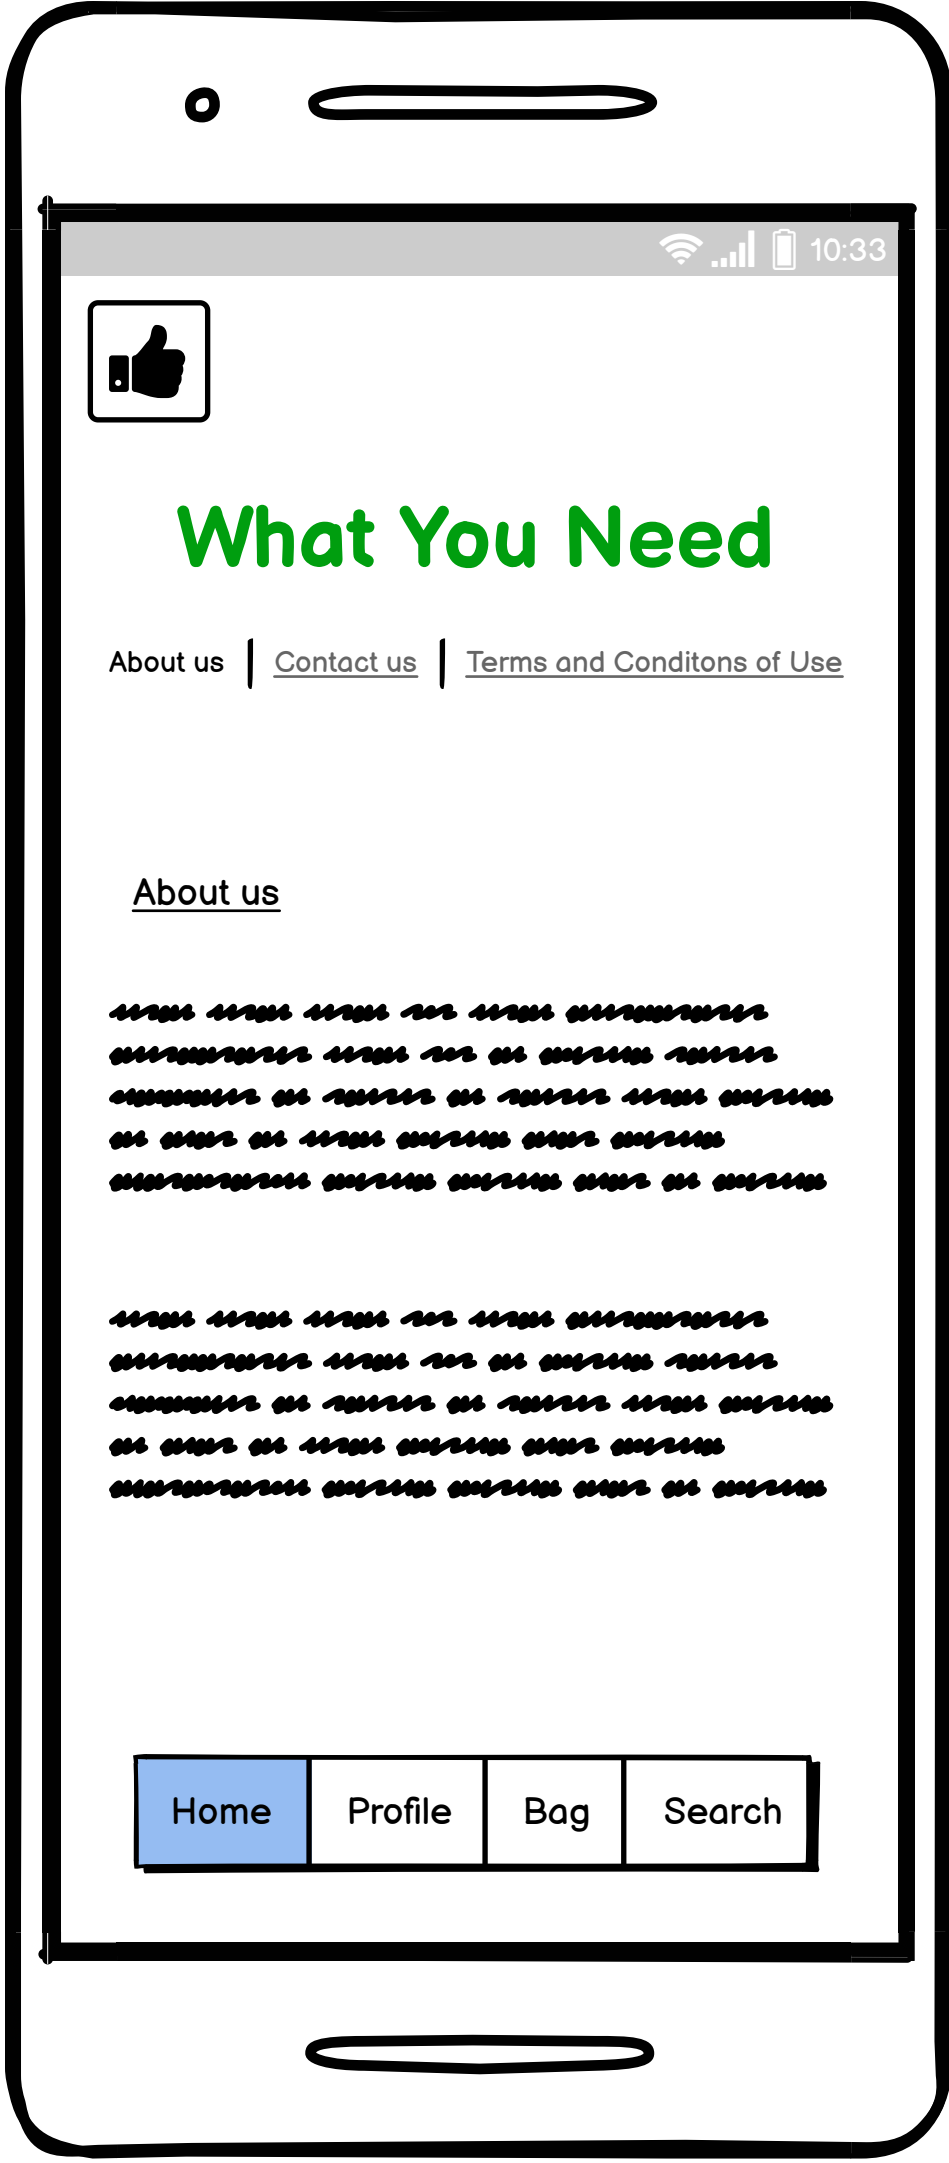 10:33
What You Need
About us | Contact us | Terms and Conditons of Use
About us
Home Profile Bag Search